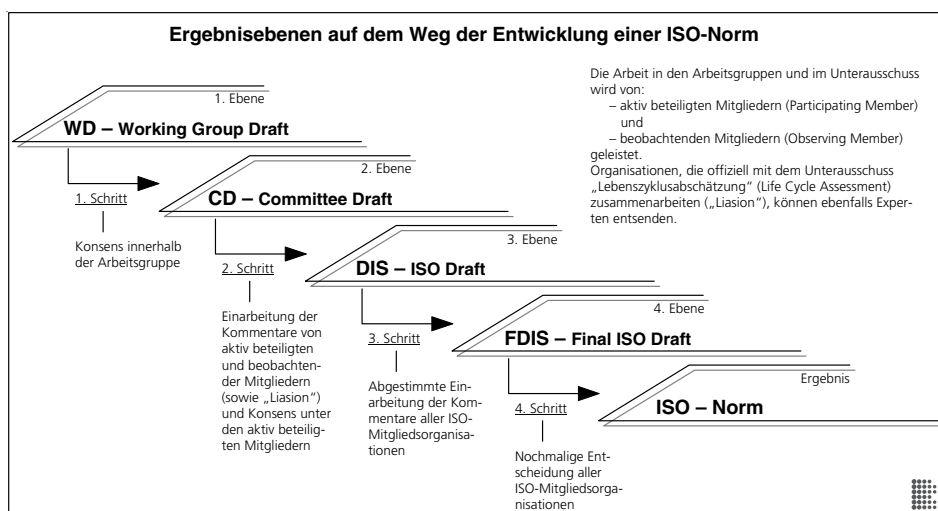 Ergebnisebenen auf dem Weg der Entwicklung einer ISO-Norm
Die Arbeit in den Arbeitsgruppen und im Unterausschuss
wird von:
– aktiv beteiligten Mitgliedern (Participating Member)
und
– beobachtenden Mitgliedern (Observing Member)
geleistet.
Organisationen, die offiziell mit dem Unterausschuss
„Lebenszyklusabschätzung“ (Life Cycle Assessment)
zusammenarbeiten („Liasion“), können ebenfalls Exper-
ten entsenden.
1. Ebene
WD – Working Group Draft
1. Schritt
Konsens innerhalb
der Arbeitsgruppe
2. Ebene
CD – Committee Draft
2. Schritt
Einarbeitung der
Kommentare von
aktiv beteiligten
und beobachten-
der Mitgliedern
(sowie „Liasion“)
und Konsens unter
den aktiv beteilig-
ten Mitgliedern
3. Ebene
DIS – ISO Draft
3. Schritt
Abgestimmte Ein-
arbeitung der Kom-
mentare aller ISO-
Mitgliedsorganisa-
tionen
4. Ebene
FDIS – Final ISO Draft
4. Schritt
Nochmalige Ent-
scheidung aller
ISO-Mitgliedsorga-
nisationen
Ergebnis
ISO – Norm